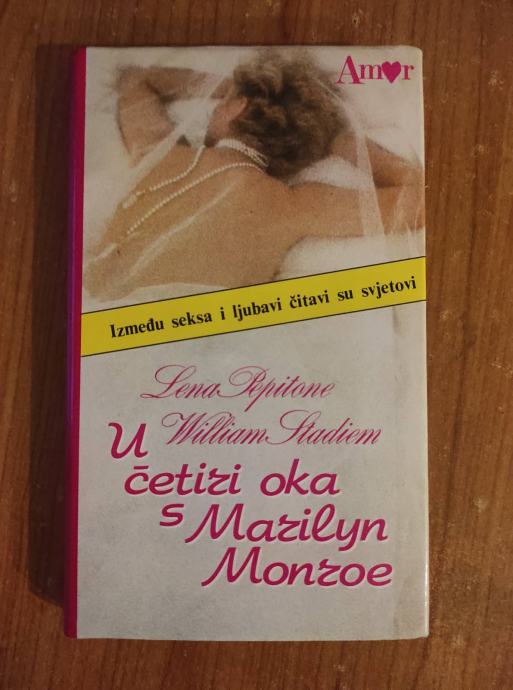 Amor
Između seksa i ljubavi čitavi su svjetovi
Lena Pepitone
William Stadiem
U
četiri oka
s Marilyn
Monroe